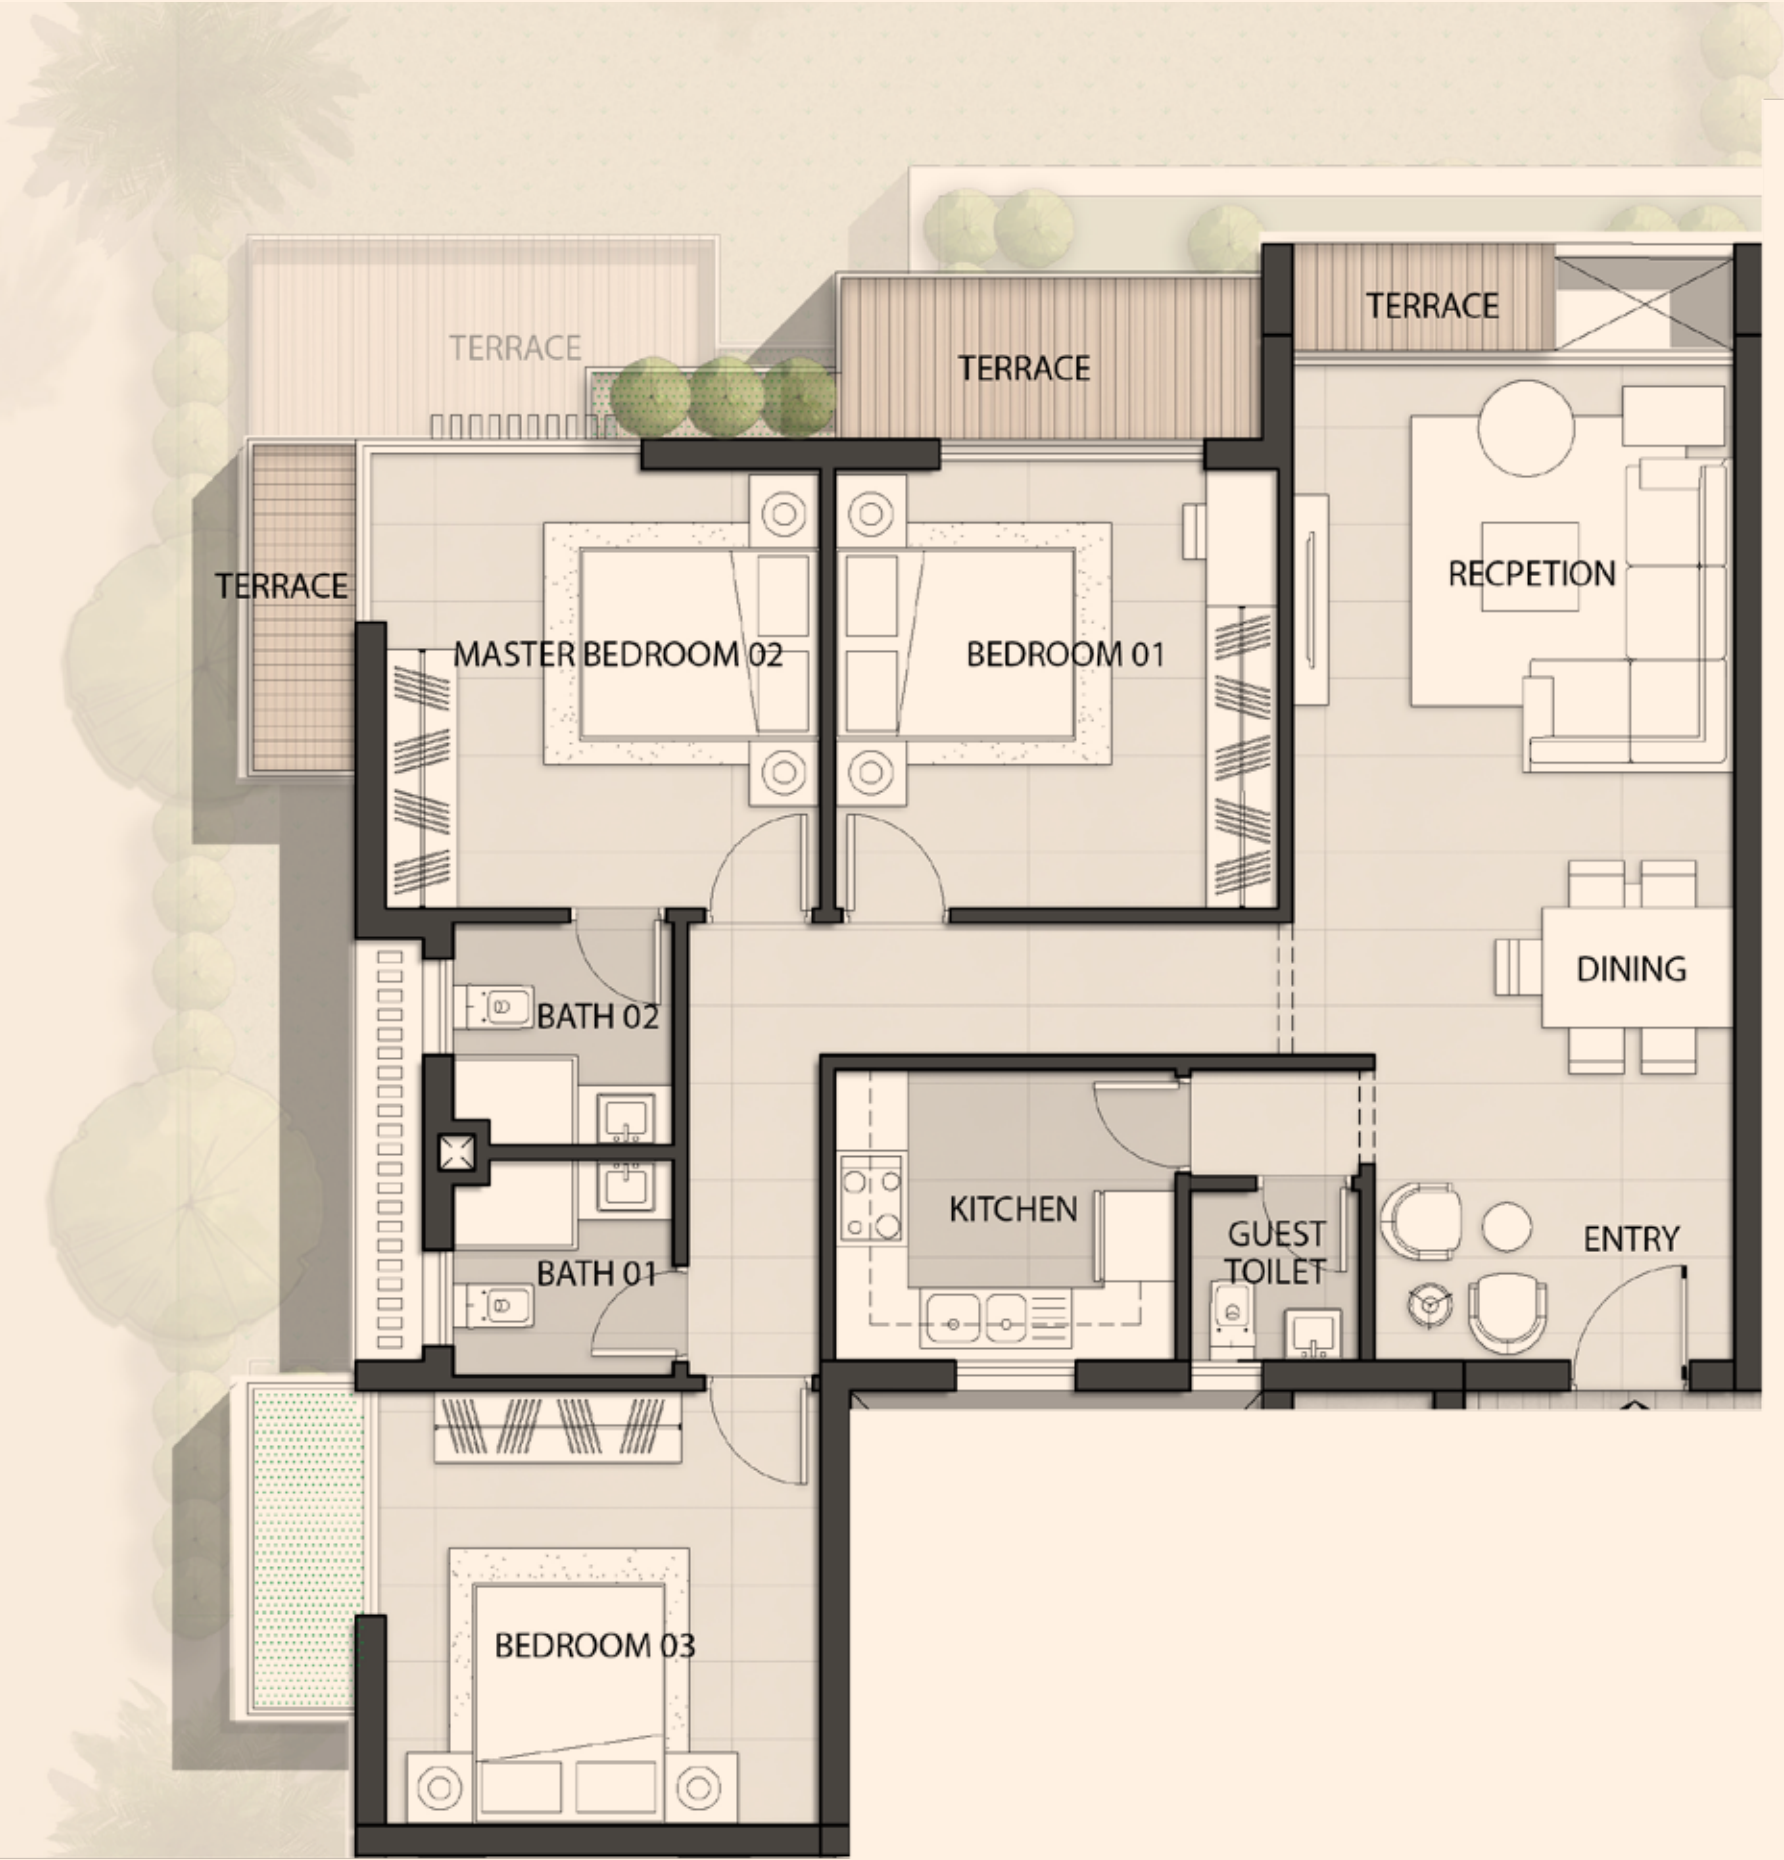 TERRACE
TERRACE
TERRACE
TERRACE
RECPETION
MASTER BEDROOM 02
BEDROOM 01
DINING
BATH 02
KITCHEN
GUEST
TOILET
ENTRY
BATH 01
BEDROOM 03